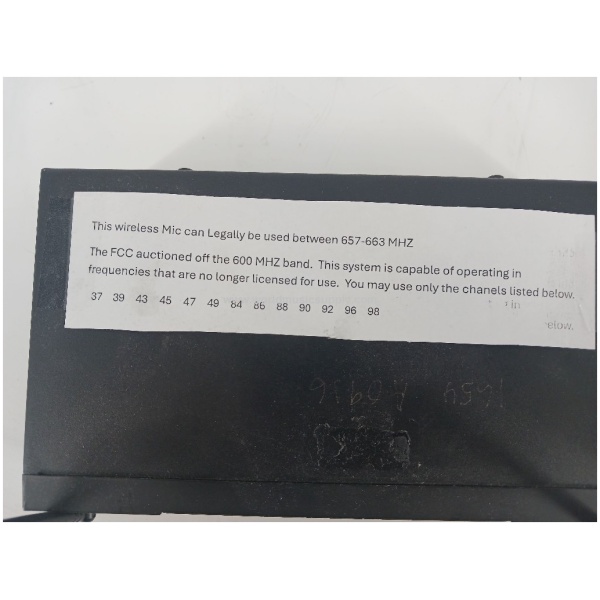 This wireless Mic can Legally be used between 657-663 MHZ
The FCC auctioned off the 600 MHZ band. This system is capable of operating in
frequencies that are no longer licensed for use. You may use only the chanels listed below.
37 39 43 45 47 49 84 86 88 90 92 96 98
in
elow.